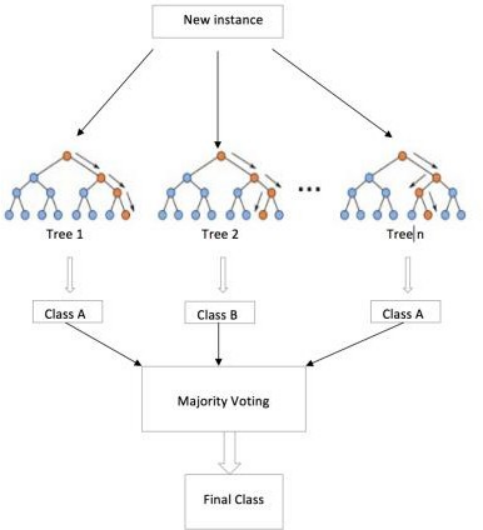 New instance
...
Tree 1
Tree 2
Tree n
Class A
Class B
Class A
Majority Voting
Final Class